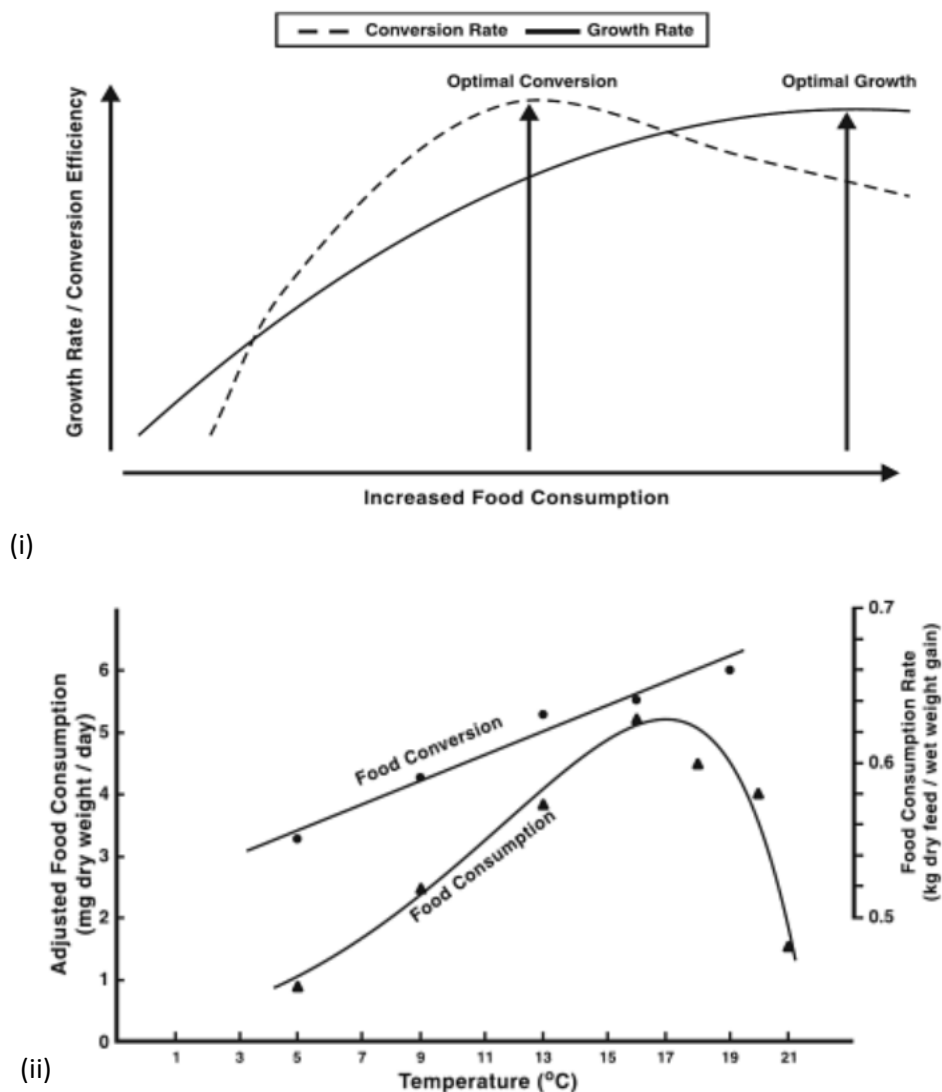 Conversion Rate Growth Rate
Optimal Conversion Optimal Growth
Growth Rate / Conversion Efficiency
Increased Food Consumption
(i)
Adjusted Food Consumption
(mg dry weight / day)
6
5
4
3
2
1
0
Food Conversion
Food Consumption
0.7
0.6
0.5
Food Consumption Rate
(kg dry feed / wet weight gain)
1 3 5 7 9 11 13 15 17 19 21
Temperature (°C)
(ii)